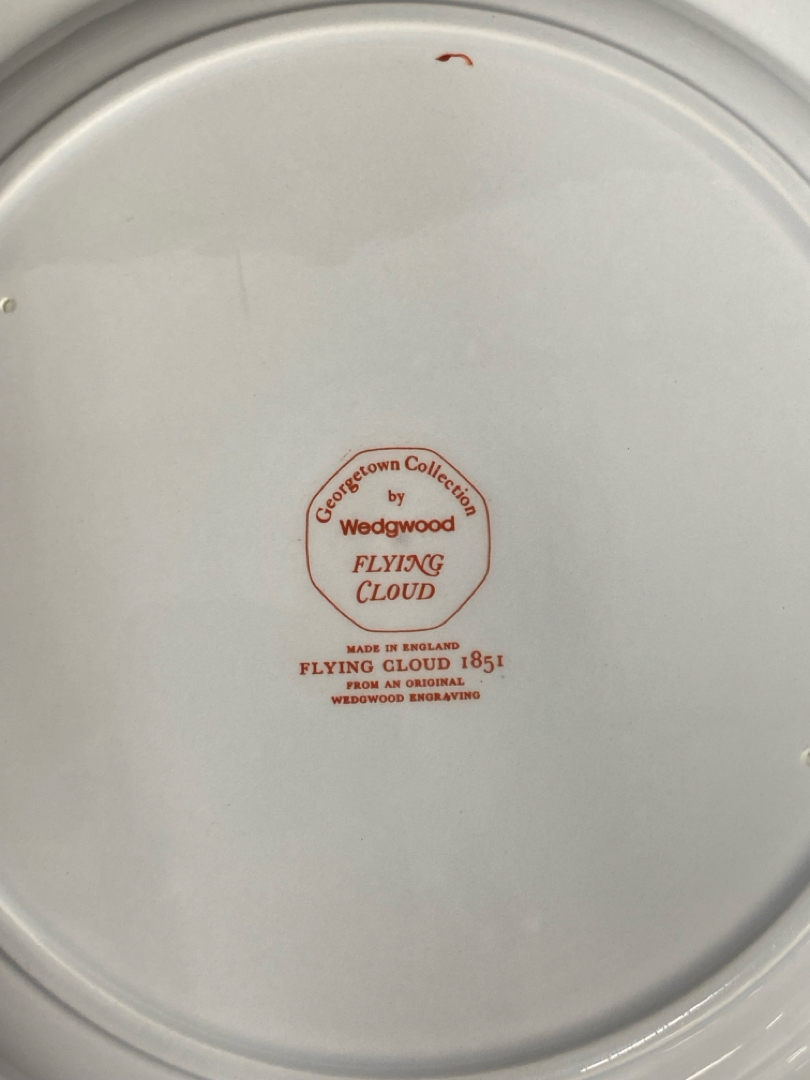 Georgetown Collection
by
Wedgwood
FLYING
CLOUD
MADE IN ENGLAND
FLYING CLOUD 1851
FROM AN ORIGINAL
WEDGWOOD ENGRAVING